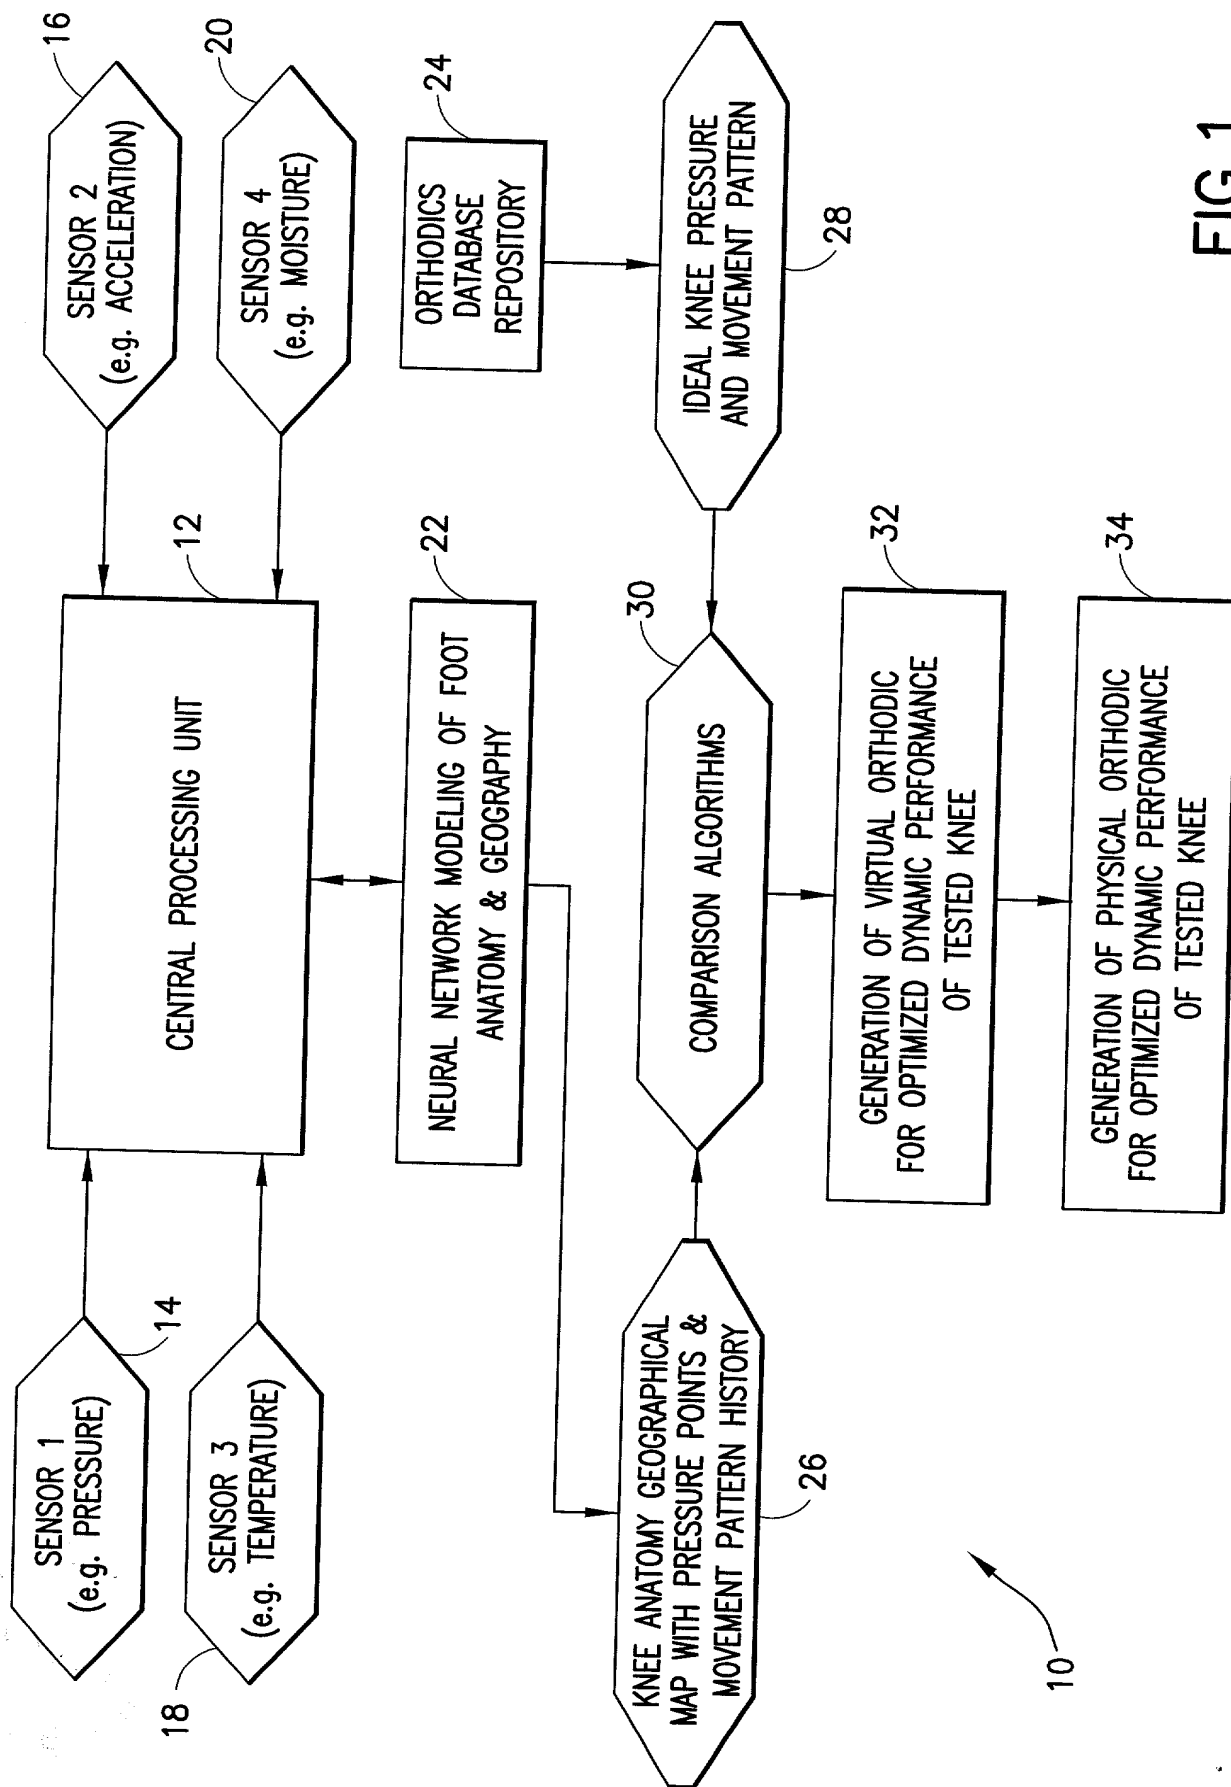 16
SENSOR 2
(e.g. ACCELERATION)
20
SENSOR 4
(e.g. MOISTURE)
SENSOR 1
(e.g. PRESSURE)
14
SENSOR 3
(e.g. TEMPERATURE)
18
12
CENTRAL PROCESSING UNIT
22
NEURAL NETWORK MODELING OF FOOT
ANATOMY & GEOGRAPHY
24
ORTHODICS
DATABASE
REPOSITORY
KNEE ANATOMY GEOGRAPHICAL
MAP WITH PRESSURE POINTS &
MOVEMENT PATTERN HISTORY
26
30
COMPARISON ALGORITHMS
IDEAL KNEE PRESSURE
AND MOVEMENT PATTERN
28
32
GENERATION OF VIRTUAL ORTHODIC
FOR OPTIMIZED DYNAMIC PERFORMANCE
OF TESTED KNEE
34
GENERATION OF PHYSICAL ORTHODIC
FOR OPTIMIZED DYNAMIC PERFORMANCE
OF TESTED KNEE
10
FIG.1